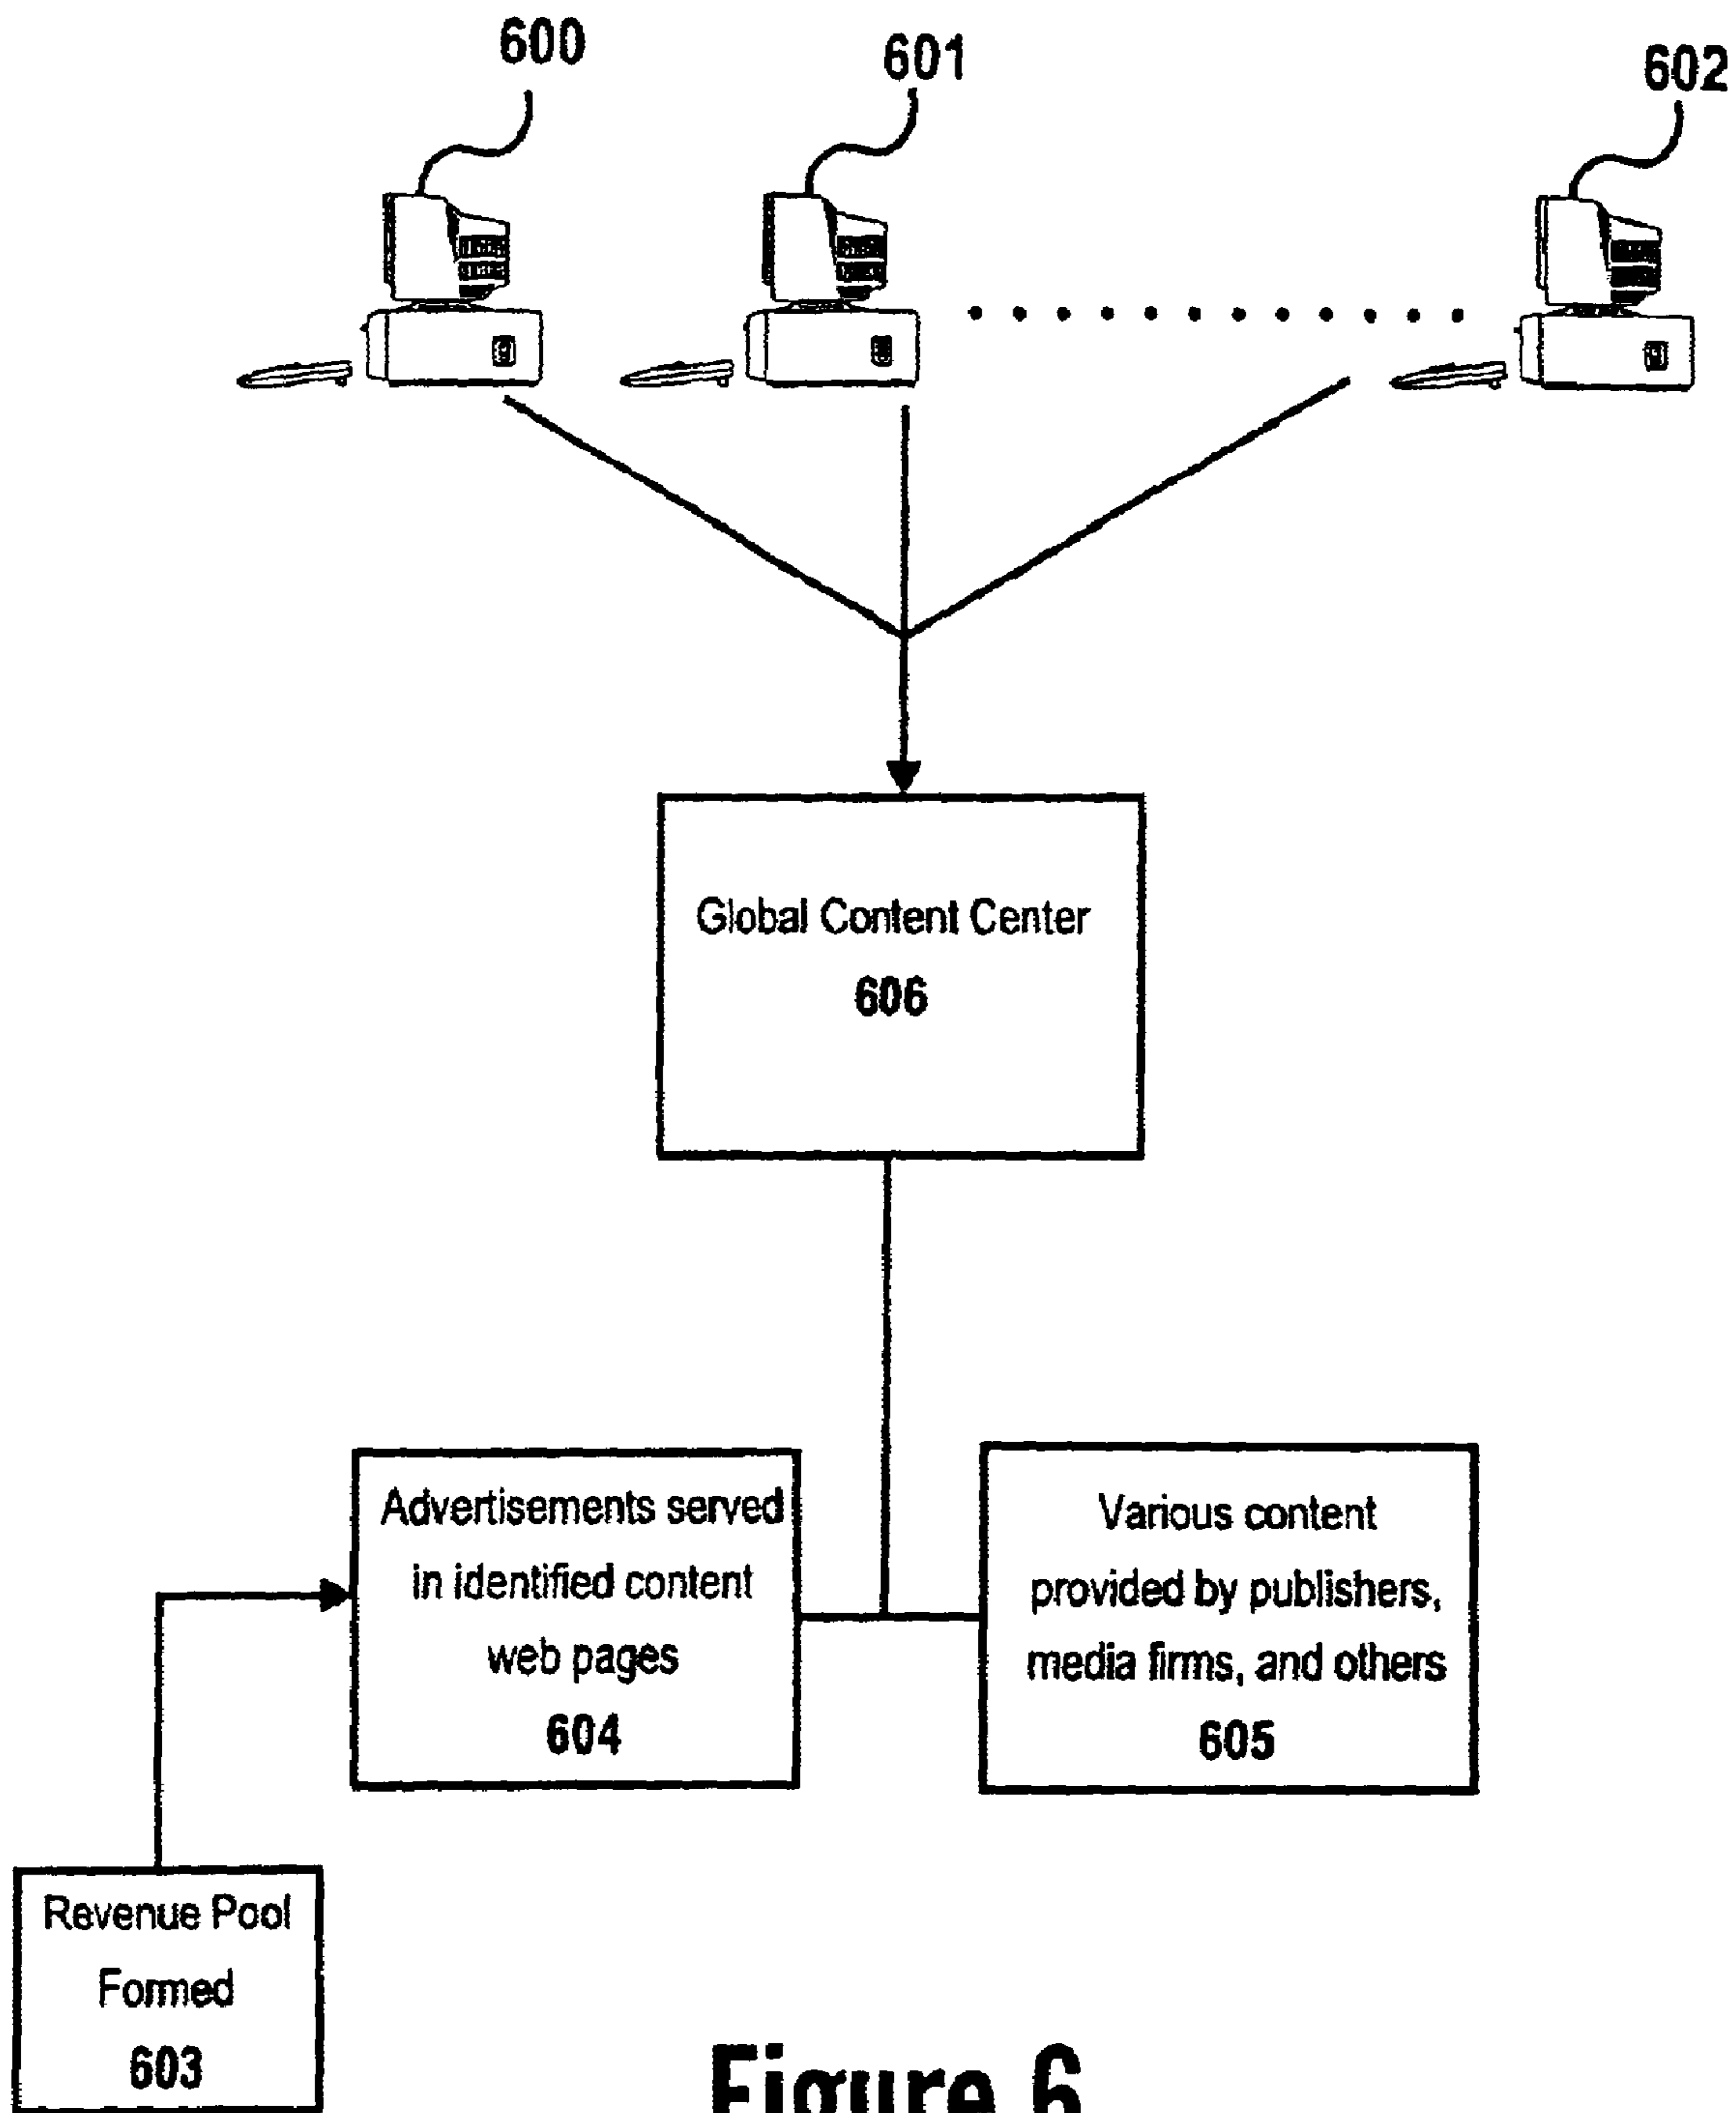 600
601
602
Global Content Center
606
Advertisements served
in identified content
web pages
604
Various content
provided by publishers,
media firms, and others
605
Revenue Pool
Formed
603
Figure 6